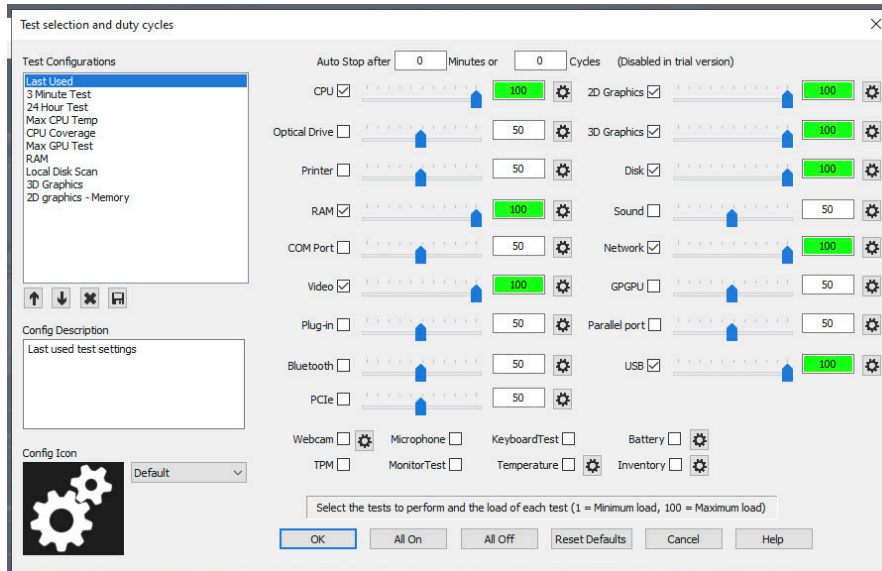 Test selection and duty cycles
Test Configurations
Last Used
3 Minute Test
24 Hour Test
Max CPU Temp
CPU Coverage
Max GPU Test
RAM
Local Disk Scan
3D Graphics
2D graphics - Memory
Config Description
Last used test settings
Config Icon
Default
Auto Stop after 0 Minutes or 0 Cycles (Disabled in trial version)
CPU 100 2D Graphics 100
Optical Drive 50 3D Graphics 100
Printer 50 Disk 100
RAM 100 Sound 50
COM Port 50 Network 100
Video 100 GPGPU 50
Plug-in 50 Parallel port 50
Bluetooth 50 USB 100
PCIe 50
Webcam Microphone KeyboardTest Battery
TPM MonitorTest Temperature Inventory
Select the tests to perform and the load of each test (1 = Minimum load, 100 = Maximum load)
OK All On All Off Reset Defaults Cancel Help